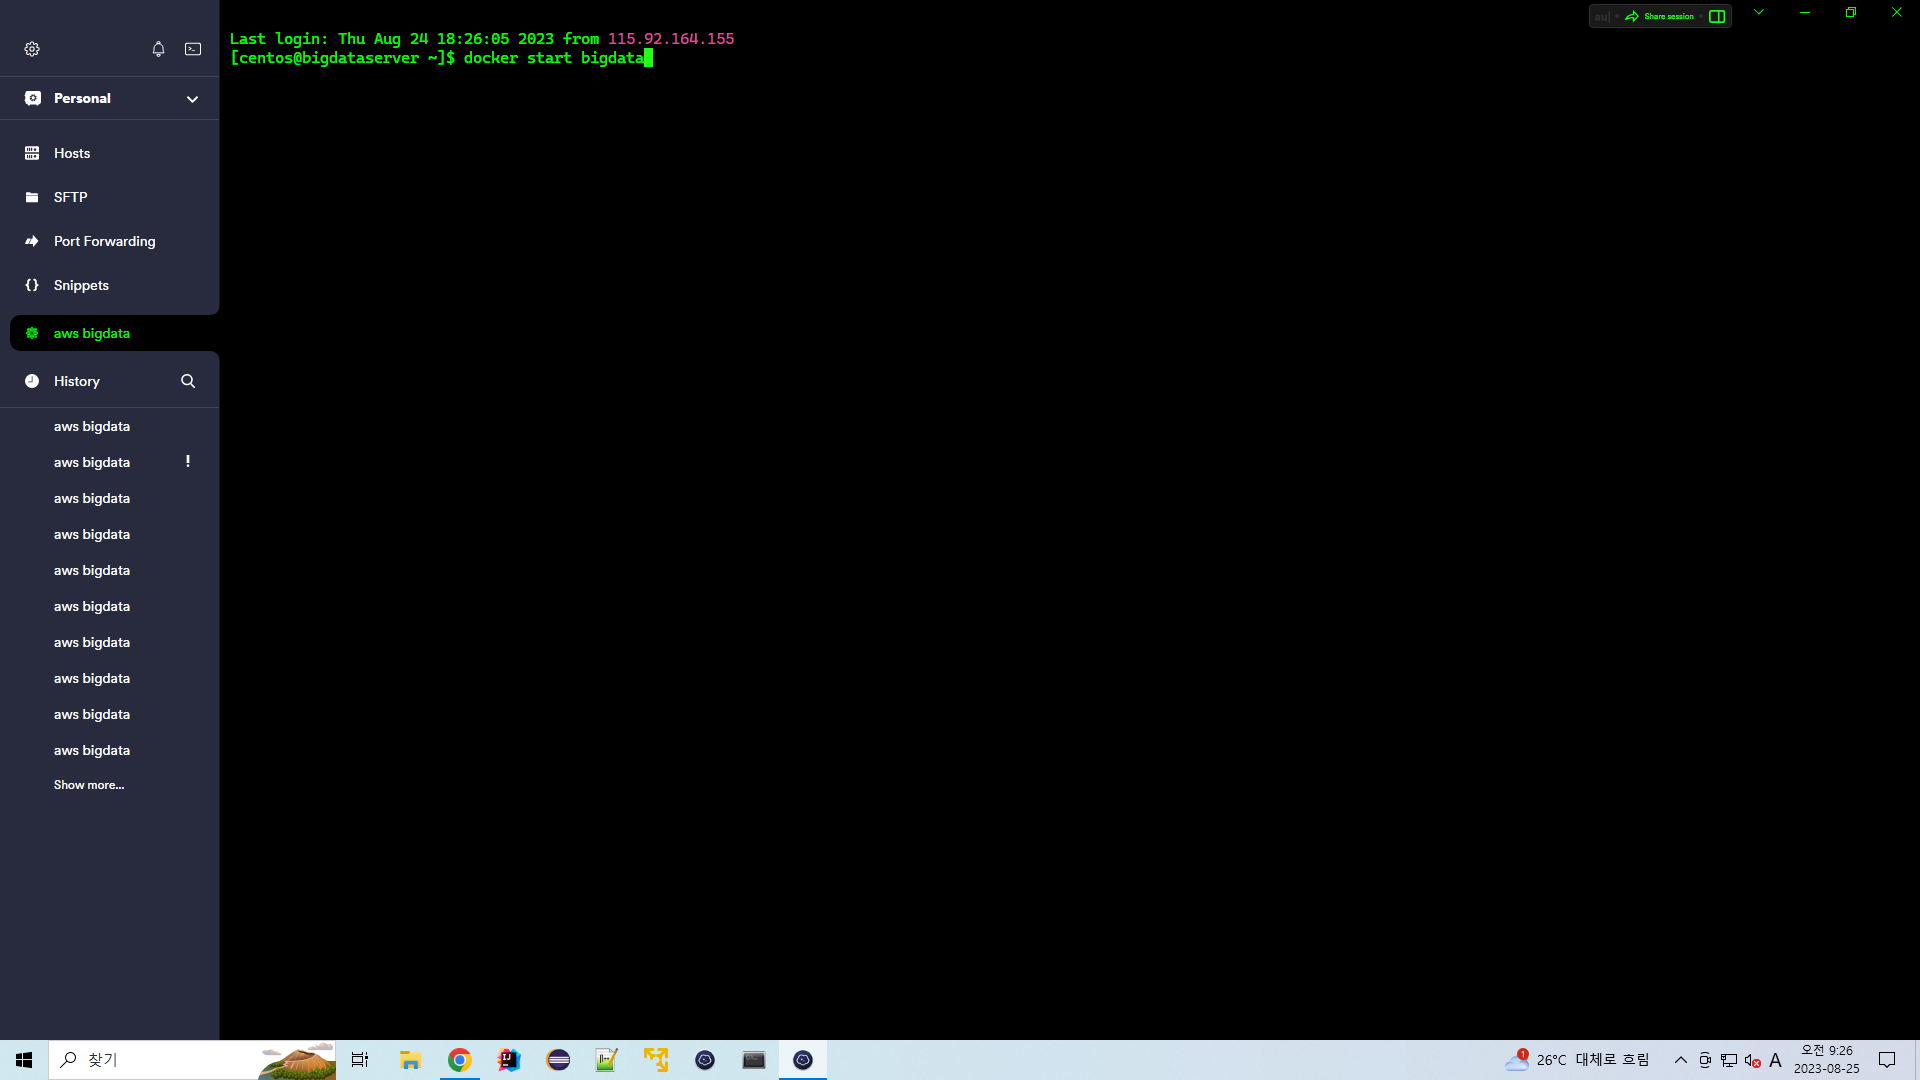 Personal
Hosts
SFTP
Port Forwarding
Snippets
aws bigdata
History
aws bigdata
aws bigdata !
aws bigdata
aws bigdata
aws bigdata
aws bigdata
aws bigdata
aws bigdata
aws bigdata
aws bigdata
Show more...
Share session
Last login: Thu Aug 24 18:26:05 2023 from 115.92.164.155
[centos@bigdataserver ~]$ docker start bigdata
찾기
1
26°C 대체로 흐림
A
오전 9:26
2023-08-25